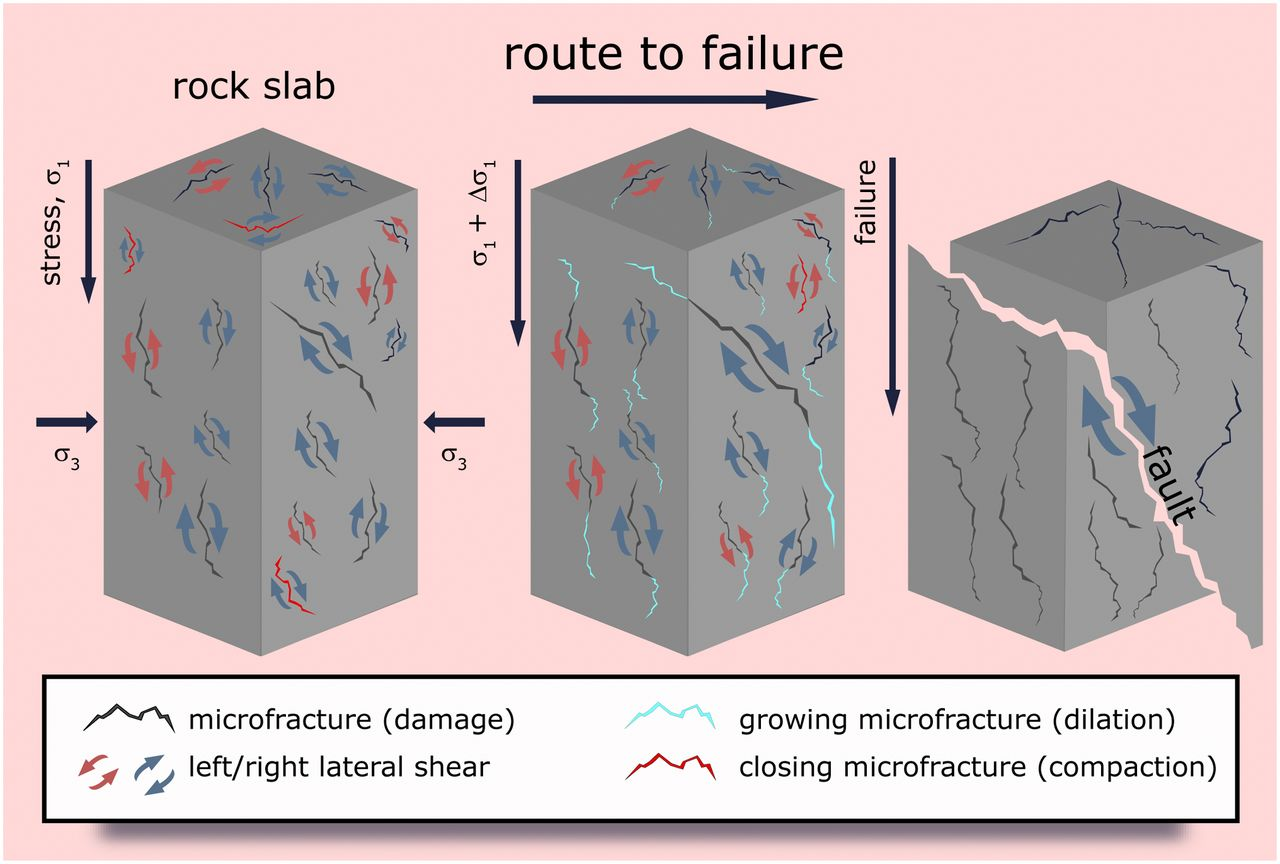 route to failure
rock slab
stress, σ1
σ3
σ3
σ1 + Δσ1
failure
fault
microfracture (damage)
growing microfracture (dilation)
left/right lateral shear
closing microfracture (compaction)